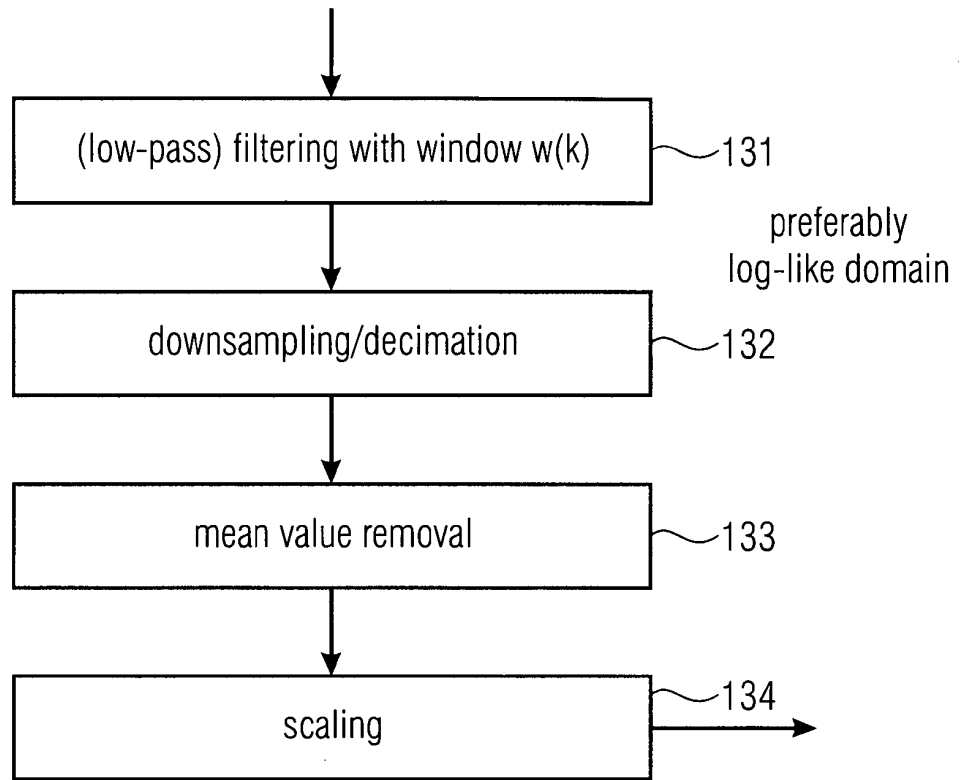 (low-pass) filtering with window w(k)
131
preferably
log-like domain
downsampling/decimation
132
mean value removal
133
scaling
134